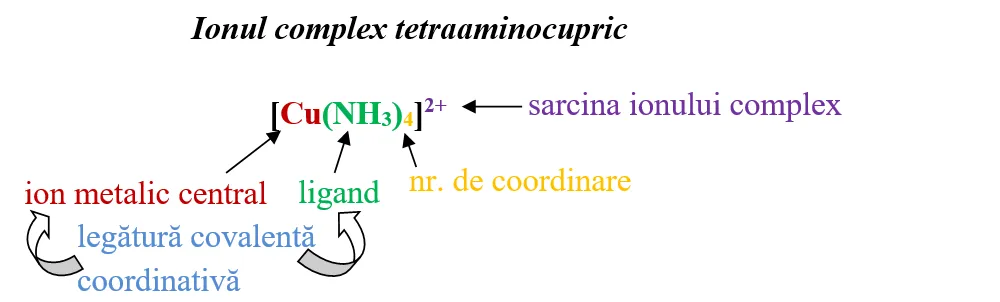 Ionul complex tetraaminocupric
[Cu(NH₃)₄]²⁺
sarcina ionului complex
ion metalic central
ligand
nr. de coordinare
legătură covalentă
coordinativă